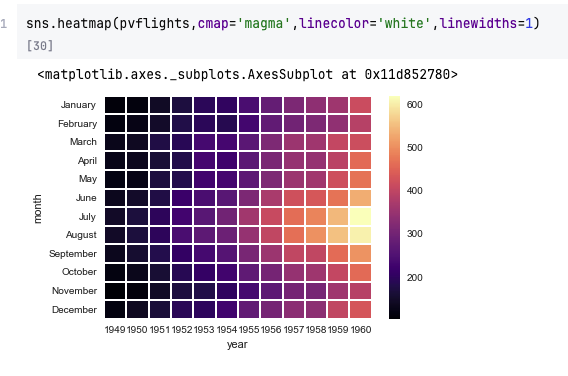 1 sns.heatmap(pvflights,cmap='magma',linecolor='white',linewidths=1)
[30]
<matplotlib.axes._subplots.AxesSubplot at 0x11d852780>
January
February
March
April
May
June
July
August
September
October
November
December
month
1949 1950 1951 1952 1953 1954 1955 1956 1957 1958 1959 1960
year
600
500
400
300
200